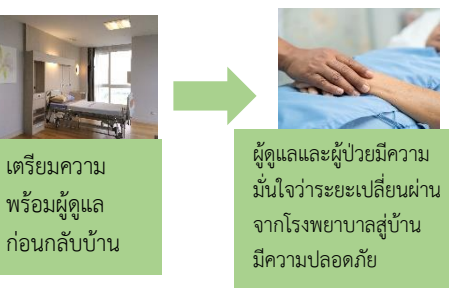 เตรียมความ
พร้อมผู้ดูแล
ก่อนกลับบ้าน
ผู้ดูแลและผู้ป่วยมีความ
มั่นใจว่าระยะเปลี่ยนผ่าน
จากโรงพยาบาลสู่บ้าน
มีความปลอดภัย